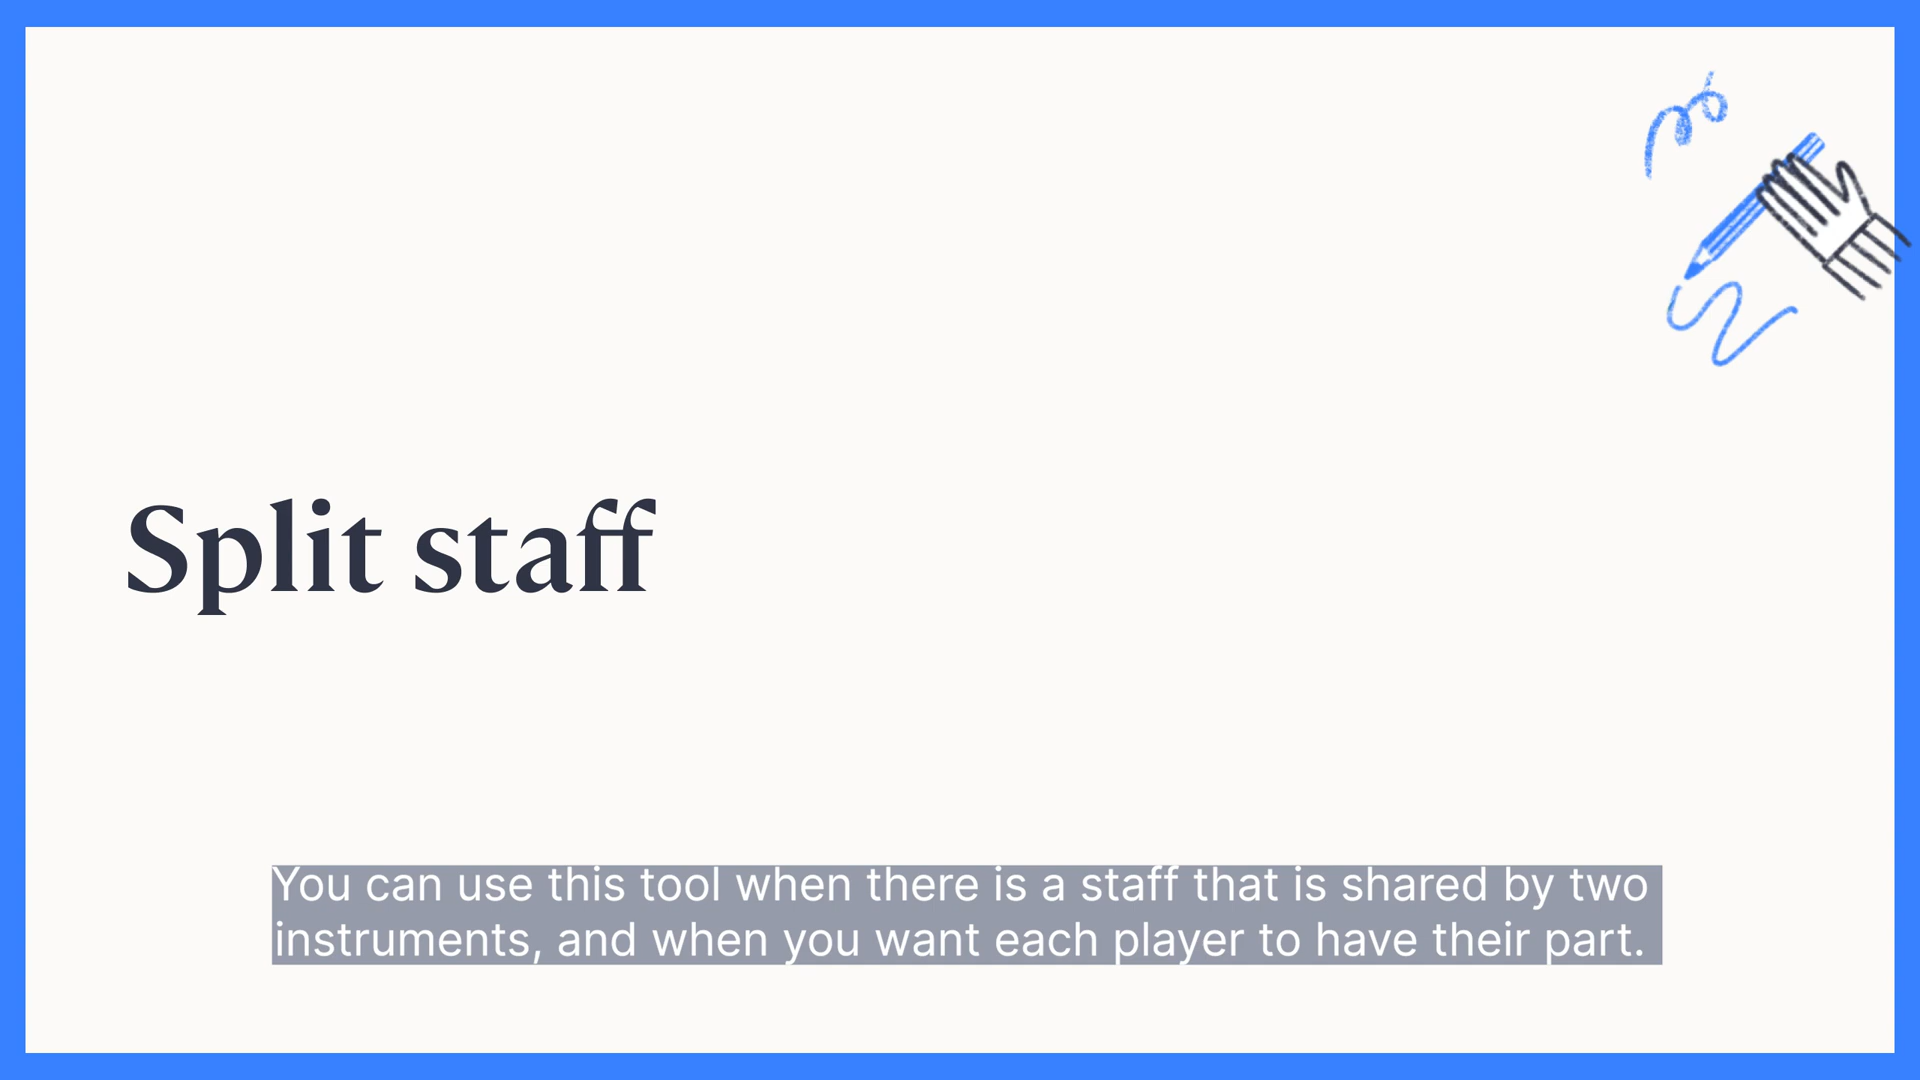 Split staff
You can use this tool when there is a staff that is shared by two
instruments, and when you want each player to have their part.